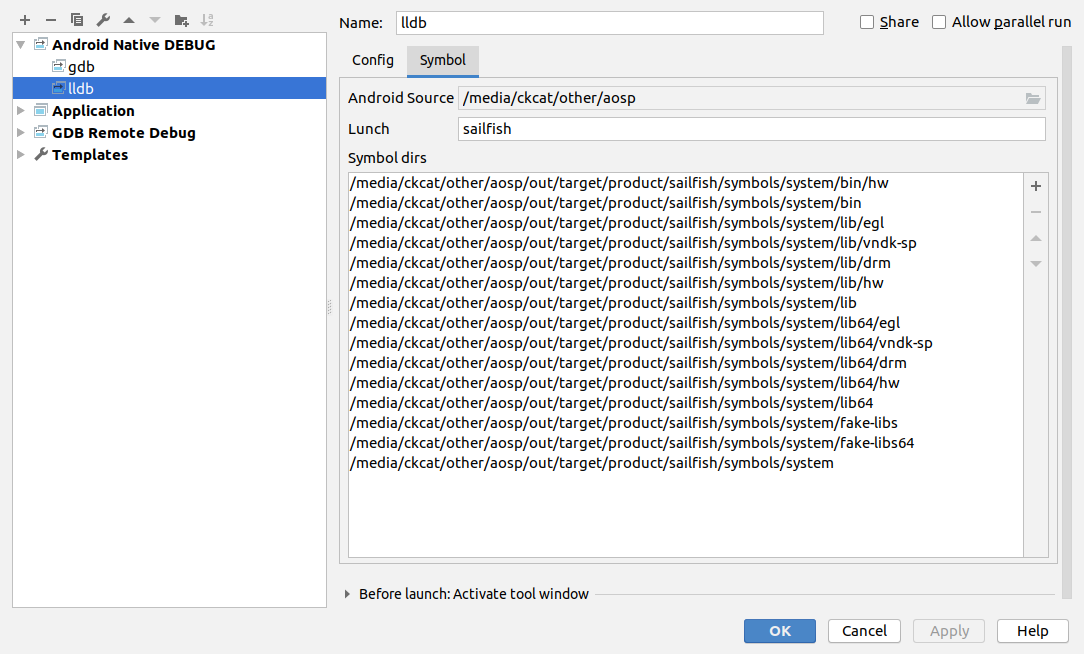 Name: lldb Share Allow parallel run
Android Native DEBUG
gdb
lldb
Application
GDB Remote Debug
Templates
Config Symbol
Android Source /media/ckcat/other/aosp
Lunch sailfish
Symbol dirs
/media/ckcat/other/aosp/out/target/product/sailfish/symbols/system/bin/hw
/media/ckcat/other/aosp/out/target/product/sailfish/symbols/system/bin
/media/ckcat/other/aosp/out/target/product/sailfish/symbols/system/lib/egl
/media/ckcat/other/aosp/out/target/product/sailfish/symbols/system/lib/vndk-sp
/media/ckcat/other/aosp/out/target/product/sailfish/symbols/system/lib/drm
/media/ckcat/other/aosp/out/target/product/sailfish/symbols/system/lib/hw
/media/ckcat/other/aosp/out/target/product/sailfish/symbols/system/lib
/media/ckcat/other/aosp/out/target/product/sailfish/symbols/system/lib64/egl
/media/ckcat/other/aosp/out/target/product/sailfish/symbols/system/lib64/vndk-sp
/media/ckcat/other/aosp/out/target/product/sailfish/symbols/system/lib64/drm
/media/ckcat/other/aosp/out/target/product/sailfish/symbols/system/lib64/hw
/media/ckcat/other/aosp/out/target/product/sailfish/symbols/system/lib64
/media/ckcat/other/aosp/out/target/product/sailfish/symbols/system/fake-libs
/media/ckcat/other/aosp/out/target/product/sailfish/symbols/system/fake-libs64
/media/ckcat/other/aosp/out/target/product/sailfish/symbols/system
Before launch: Activate tool window
OK Cancel Apply Help